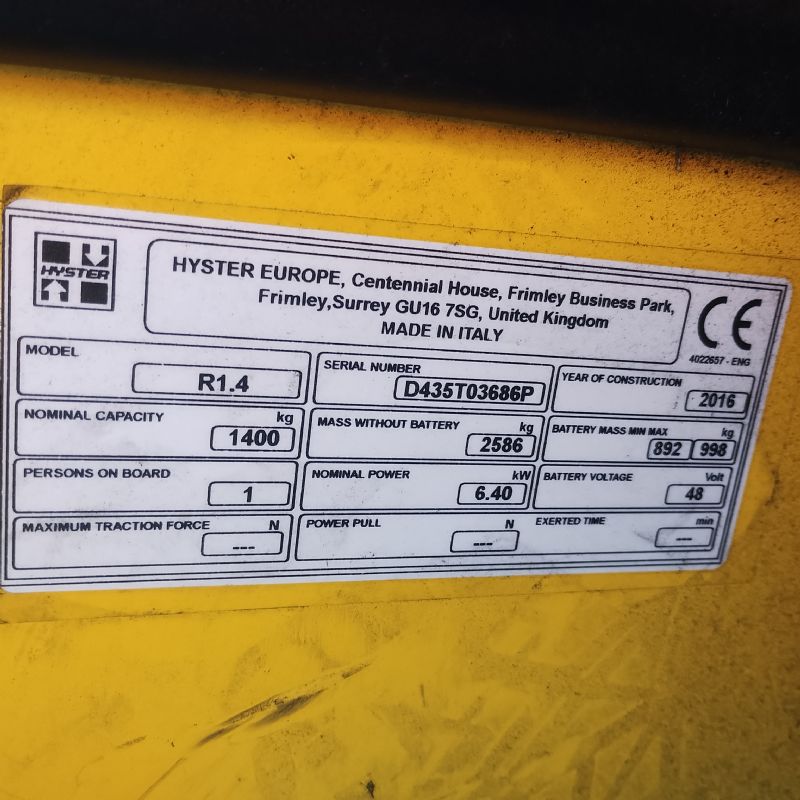 HYSTER
HYSTER EUROPE, Centennial House, Frimley Business Park,
Frimley,Surrey GU16 7SG, United Kingdom
MADE IN ITALY
CE
4022657 - ENG
MODEL
R1.4
SERIAL NUMBER
D435T03686P
YEAR OF CONSTRUCTION
2016
NOMINAL CAPACITY kg
1400
MASS WITHOUT BATTERY kg
2586
BATTERY MASS MIN MAX kg
892 998
PERSONS ON BOARD
1
NOMINAL POWER kW
6.40
BATTERY VOLTAGE Volt
48
MAXIMUM TRACTION FORCE N
---
POWER PULL N
---
EXERTED TIME min
---